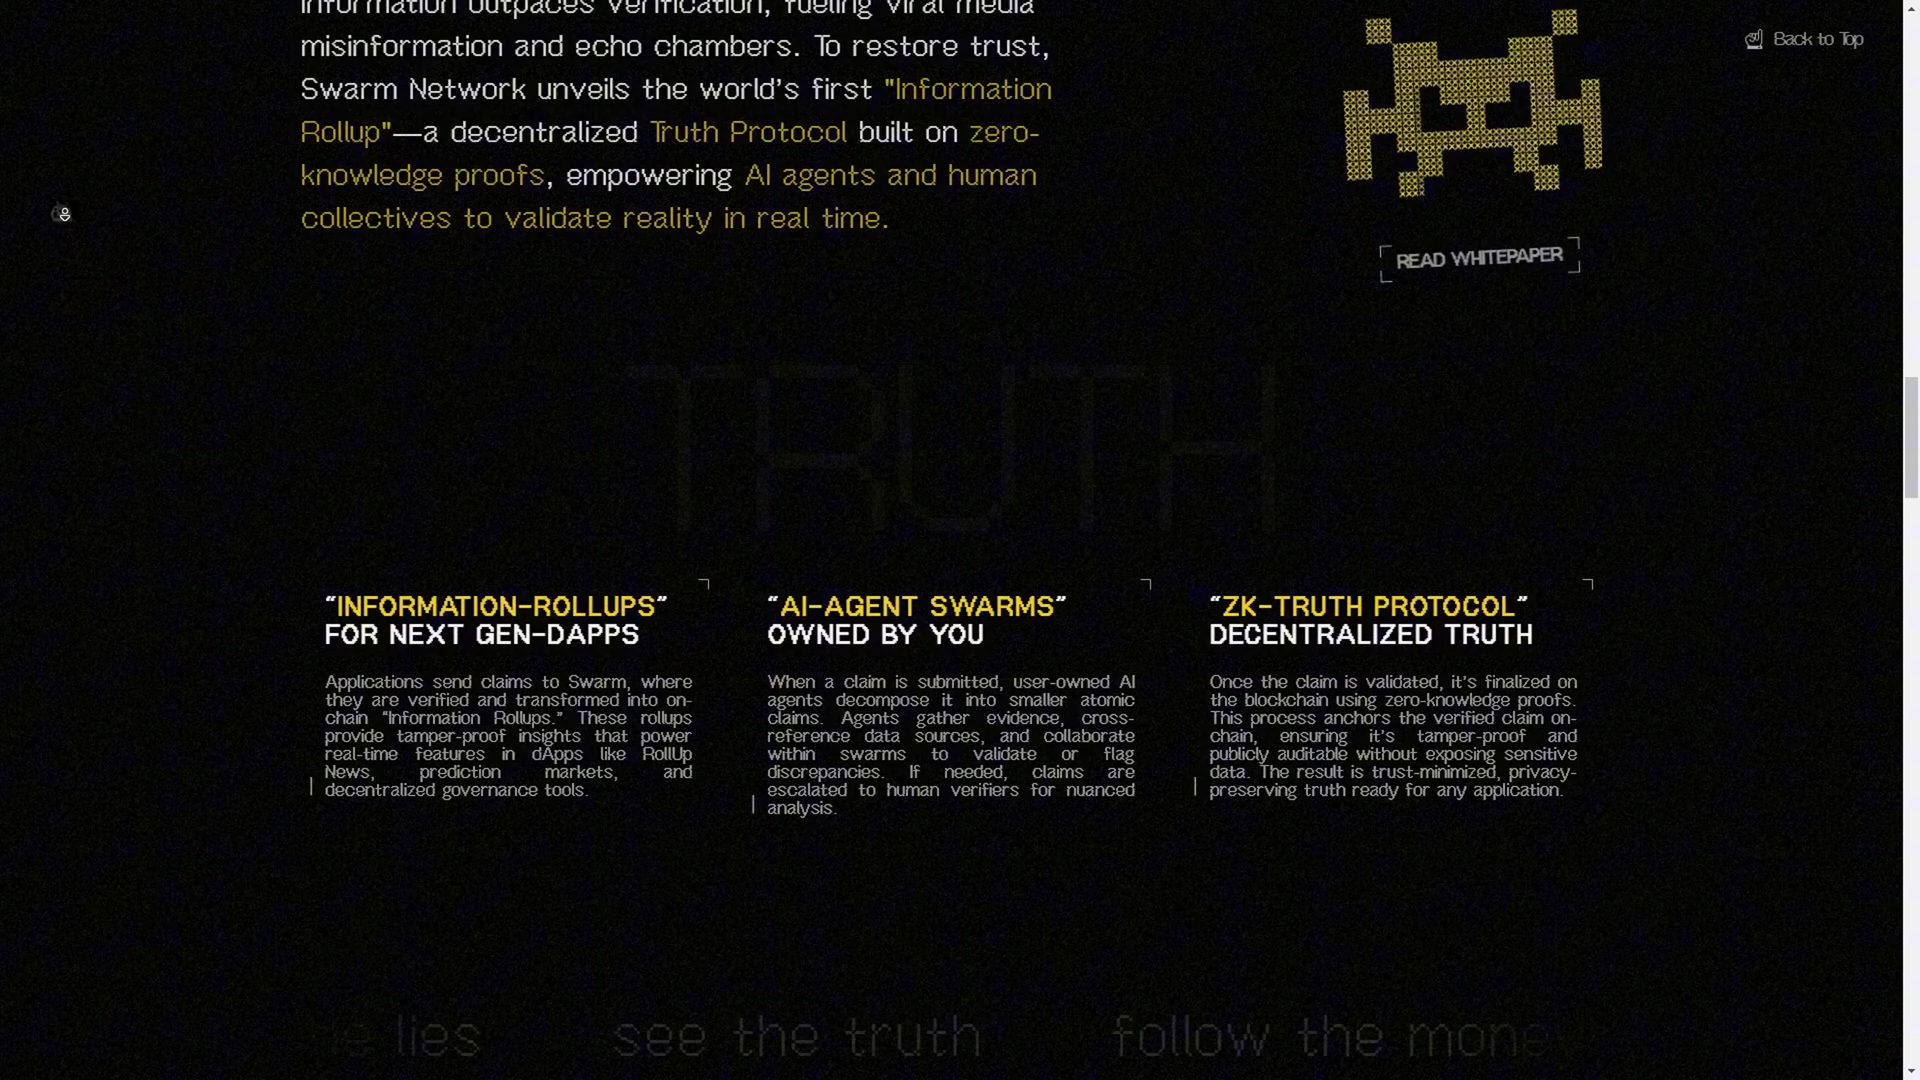 information outpaces verification, fueling viral media
misinformation and echo chambers. To restore trust,
Swarm Network unveils the world's first "Information
Rollup"—a decentralized Truth Protocol built on zero-
knowledge proofs, empowering AI agents and human
collectives to validate reality in real time.
Back to Top
READ WHITEPAPER
TRUTH
“INFORMATION-ROLLUPS”
FOR NEXT GEN-DAPPS
Applications send claims to Swarm, where
they are verified and transformed into on-
chain “Information Rollups.” These rollups
provide tamper-proof insights that power
real-time features in dApps like RollUp
News, prediction markets, and
decentralized governance tools.
“AI-AGENT SWARMS”
OWNED BY YOU
When a claim is submitted, user-owned AI
agents decompose it into smaller atomic
claims. Agents gather evidence, cross-
reference data sources, and collaborate
within swarms to validate or flag
discrepancies. If needed, claims are
escalated to human verifiers for nuanced
analysis.
“ZK-TRUTH PROTOCOL”
DECENTRALIZED TRUTH
Once the claim is validated, it's finalized on
the blockchain using zero-knowledge proofs.
This process anchors the verified claim on-
chain, ensuring it's tamper-proof and
publicly auditable without exposing sensitive
data. The result is trust-minimized, privacy-
preserving truth ready for any application.
lies see the truth follow the mone